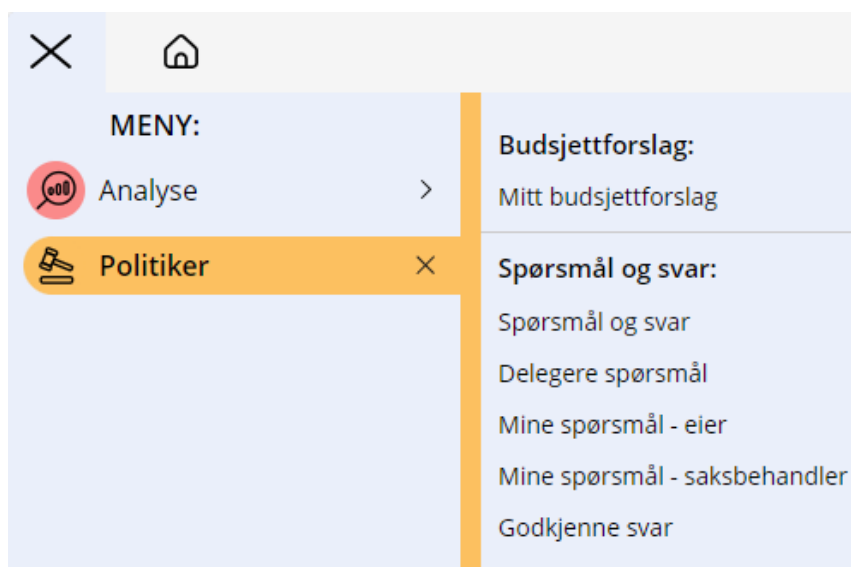 MENY:
Analyse
Politiker
Budsjettforslag:
Mitt budsjettforslag
Spørsmål og svar:
Spørsmål og svar
Delegere spørsmål
Mine spørsmål - eier
Mine spørsmål - saksbehandler
Godkjenne svar